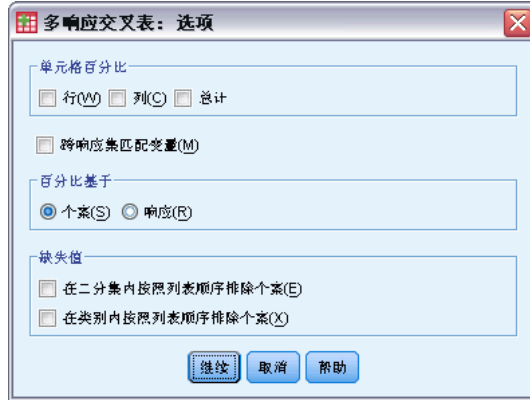 多响应交叉表：选项
单元格百分比
行(W) 列(C) 总计
跨响应集匹配变量(M)
百分比基于
个案(S) 响应(R)
缺失值
在二分集内按照列表顺序排除个案(E)
在类别内按照列表顺序排除个案(X)
继续 取消 帮助